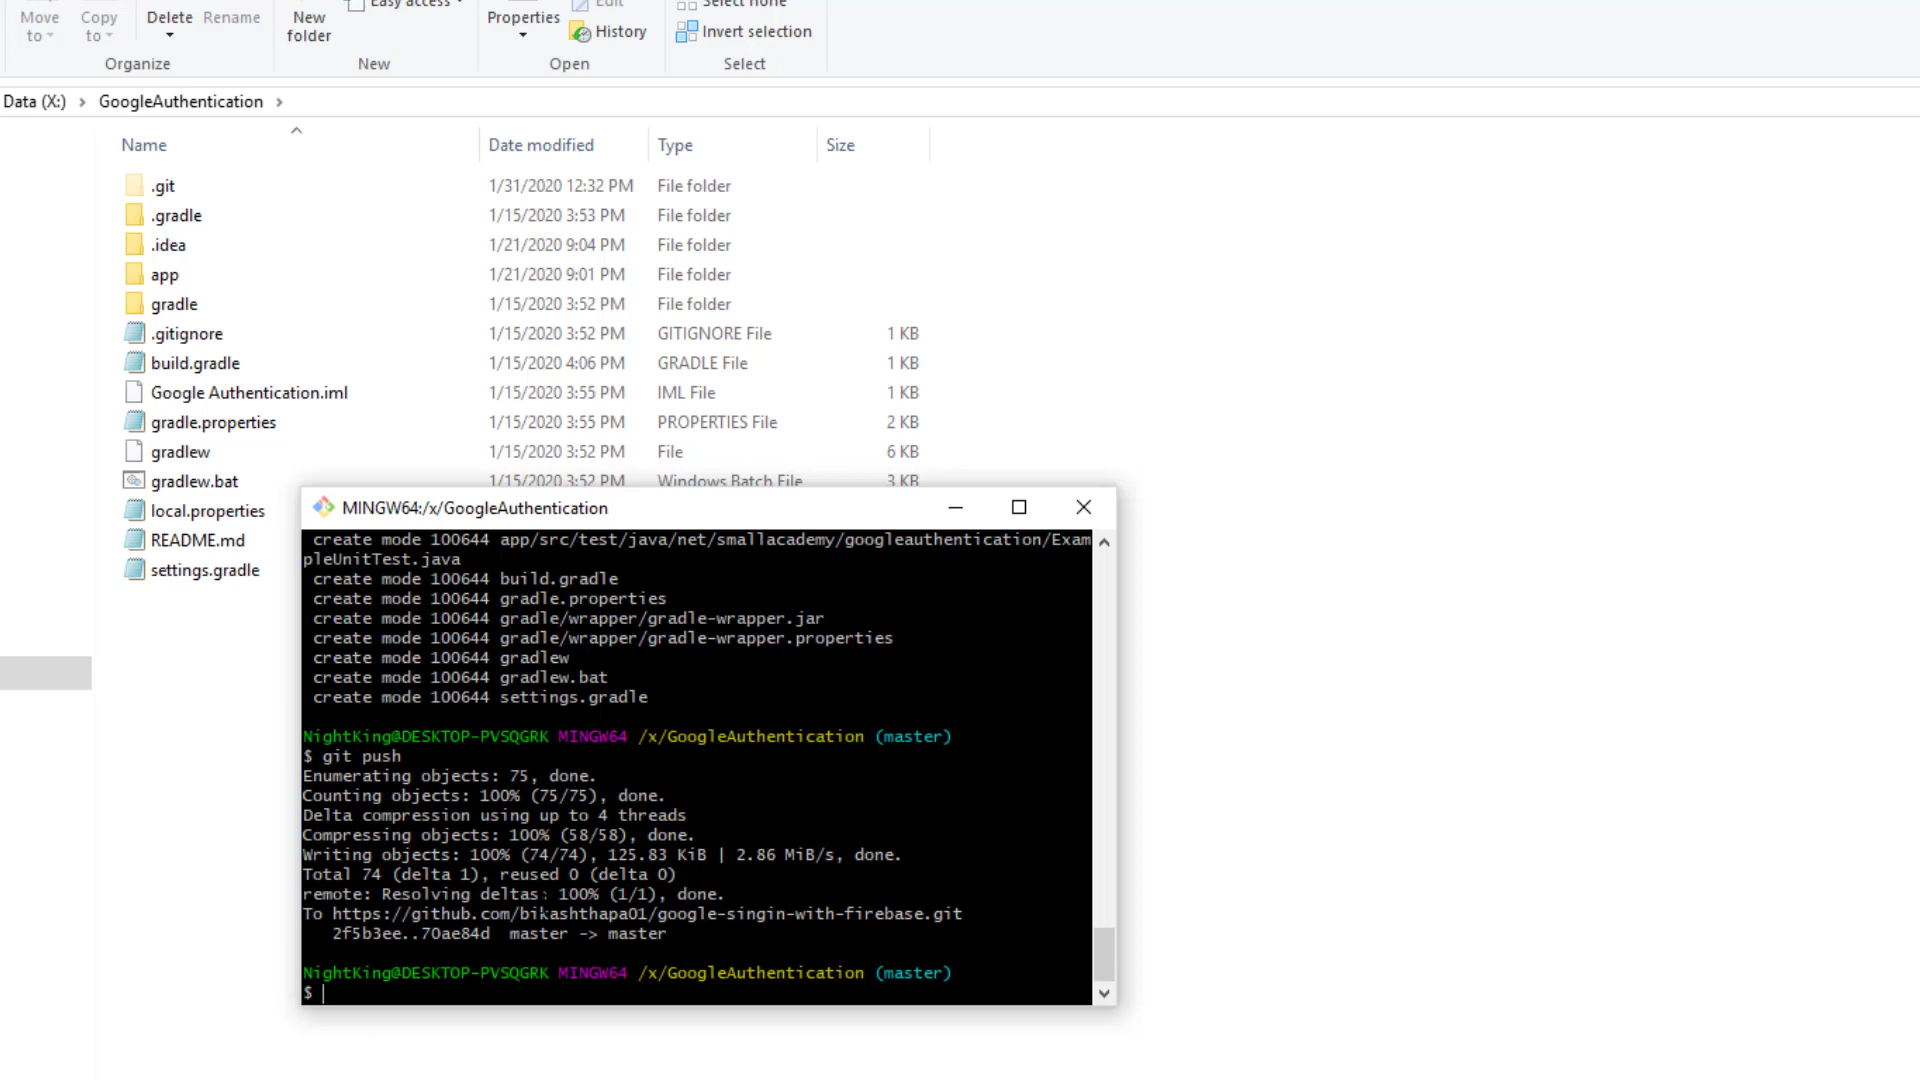 Move to
Copy to
Delete
Rename
New folder
Easy access
Properties
Edit
History
Select none
Invert selection
Organize
New
Open
Select
Data (X:) > GoogleAuthentication >
Name Date modified Type Size
.git 1/31/2020 12:32 PM File folder
.gradle 1/15/2020 3:53 PM File folder
.idea 1/21/2020 9:04 PM File folder
app 1/21/2020 9:01 PM File folder
gradle 1/15/2020 3:52 PM File folder
.gitignore 1/15/2020 3:52 PM GITIGNORE File 1 KB
build.gradle 1/15/2020 4:06 PM GRADLE File 1 KB
Google Authentication.iml 1/15/2020 3:55 PM IML File 1 KB
gradle.properties 1/15/2020 3:55 PM PROPERTIES File 2 KB
gradlew 1/15/2020 3:52 PM File 6 KB
gradlew.bat 1/15/2020 3:52 PM Windows Batch File 3 KB
local.properties
README.md
settings.gradle
MINGW64:/x/GoogleAuthentication
create mode 100644 app/src/test/java/net/smallacademy/googleauthentication/Exam
pleUnitTest.java
create mode 100644 build.gradle
create mode 100644 gradle.properties
create mode 100644 gradle/wrapper/gradle-wrapper.jar
create mode 100644 gradle/wrapper/gradle-wrapper.properties
create mode 100644 gradlew
create mode 100644 gradlew.bat
create mode 100644 settings.gradle
NightKing@DESKTOP-PVSQGRK MINGW64 /x/GoogleAuthentication (master)
$ git push
Enumerating objects: 75, done.
Counting objects: 100% (75/75), done.
Delta compression using up to 4 threads
Compressing objects: 100% (58/58), done.
Writing objects: 100% (74/74), 125.83 KiB | 2.86 MiB/s, done.
Total 74 (delta 1), reused 0 (delta 0)
remote: Resolving deltas: 100% (1/1), done.
To https://github.com/bikashthapa01/google-singin-with-firebase.git
2f5b3ee..70ae84d master -> master
NightKing@DESKTOP-PVSQGRK MINGW64 /x/GoogleAuthentication (master)
$